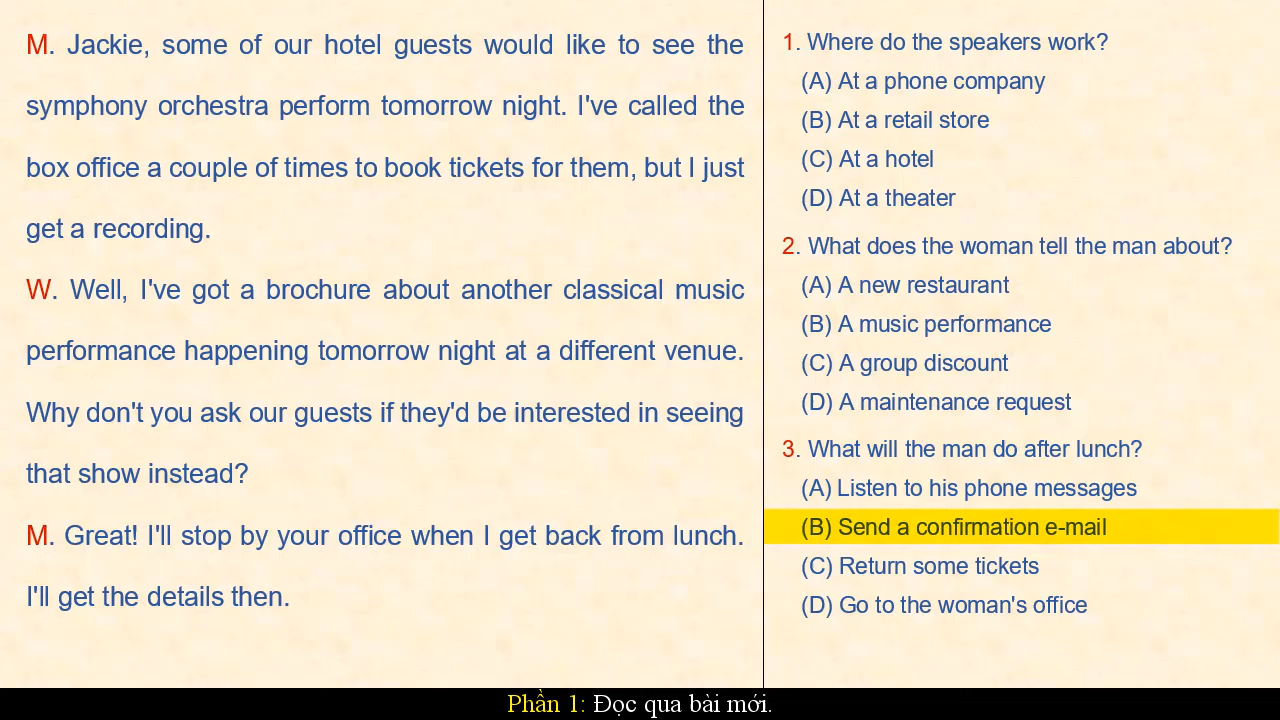 M. Jackie, some of our hotel guests would like to see the
symphony orchestra perform tomorrow night. I've called the
box office a couple of times to book tickets for them, but I just
get a recording.
W. Well, I've got a brochure about another classical music
performance happening tomorrow night at a different venue.
Why don't you ask our guests if they'd be interested in seeing
that show instead?
M. Great! I'll stop by your office when I get back from lunch.
I'll get the details then.
1. Where do the speakers work?
(A) At a phone company
(B) At a retail store
(C) At a hotel
(D) At a theater
2. What does the woman tell the man about?
(A) A new restaurant
(B) A music performance
(C) A group discount
(D) A maintenance request
3. What will the man do after lunch?
(A) Listen to his phone messages
(B) Send a confirmation e-mail
(C) Return some tickets
(D) Go to the woman's office
Phần 1: Đọc qua bài mới.